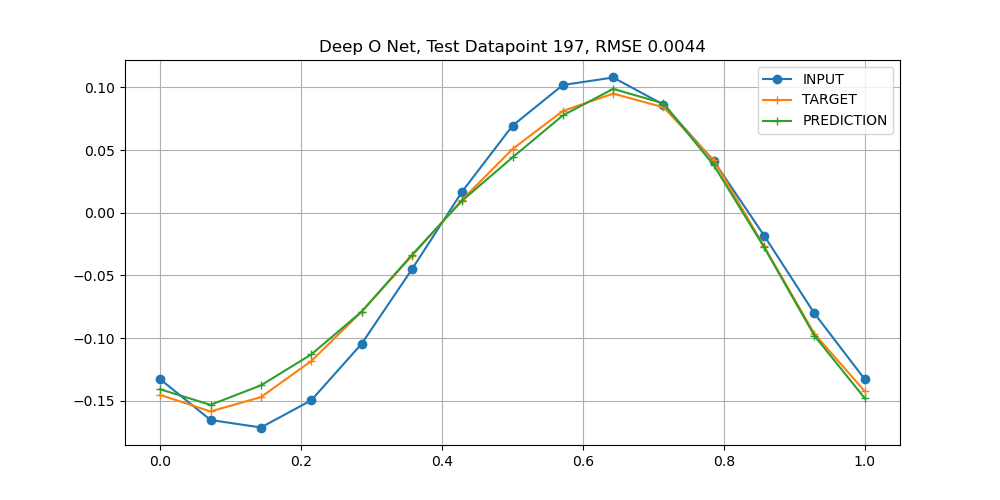 Deep O Net, Test Datapoint 197, RMSE 0.0044
INPUT
TARGET
PREDICTION
0.10
0.05
0.00
−0.05
−0.10
−0.15
0.0 0.2 0.4 0.6 0.8 1.0